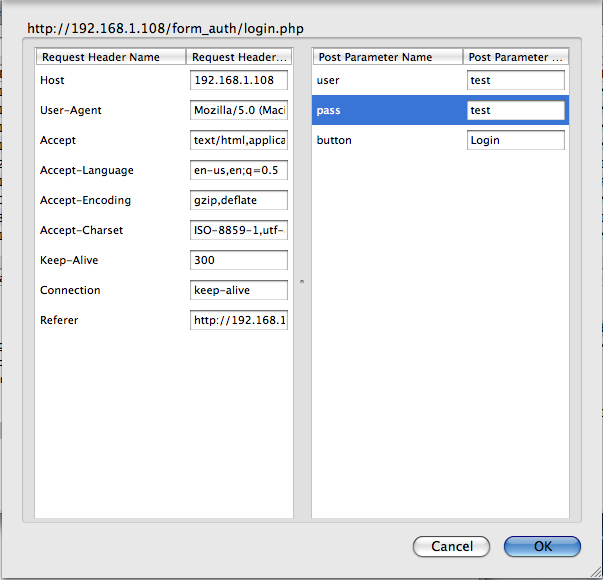 http://192.168.1.108/form_auth/login.php
Request Header Name Request Header...
Host 192.168.1.108
User-Agent Mozilla/5.0 (Macl
Accept text/html,applica
Accept-Language en-us,en;q=0.5
Accept-Encoding gzip,deflate
Accept-Charset ISO-8859-1,utf-
Keep-Alive 300
Connection keep-alive
Referer http://192.168.1
Post Parameter Name Post Parameter ...
user test
pass test
button Login
Cancel OK